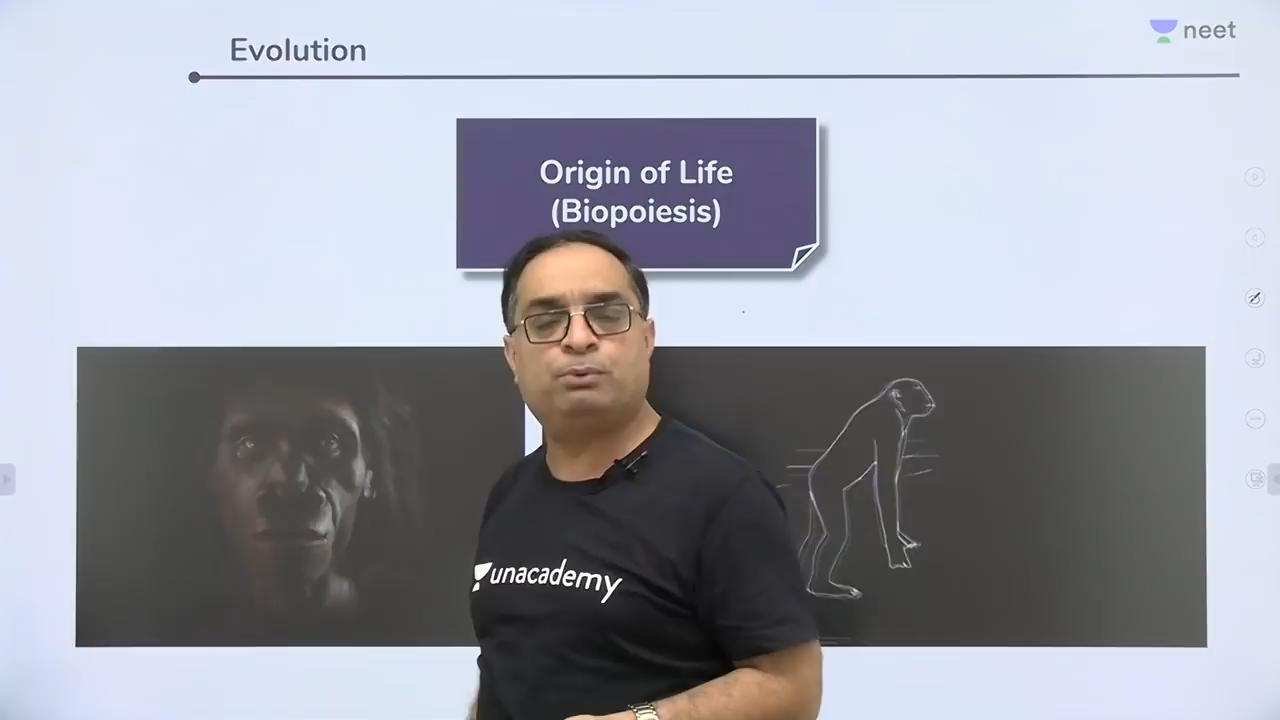 Evolution
neet
Origin of Life
(Biopoiesis)
unacademy